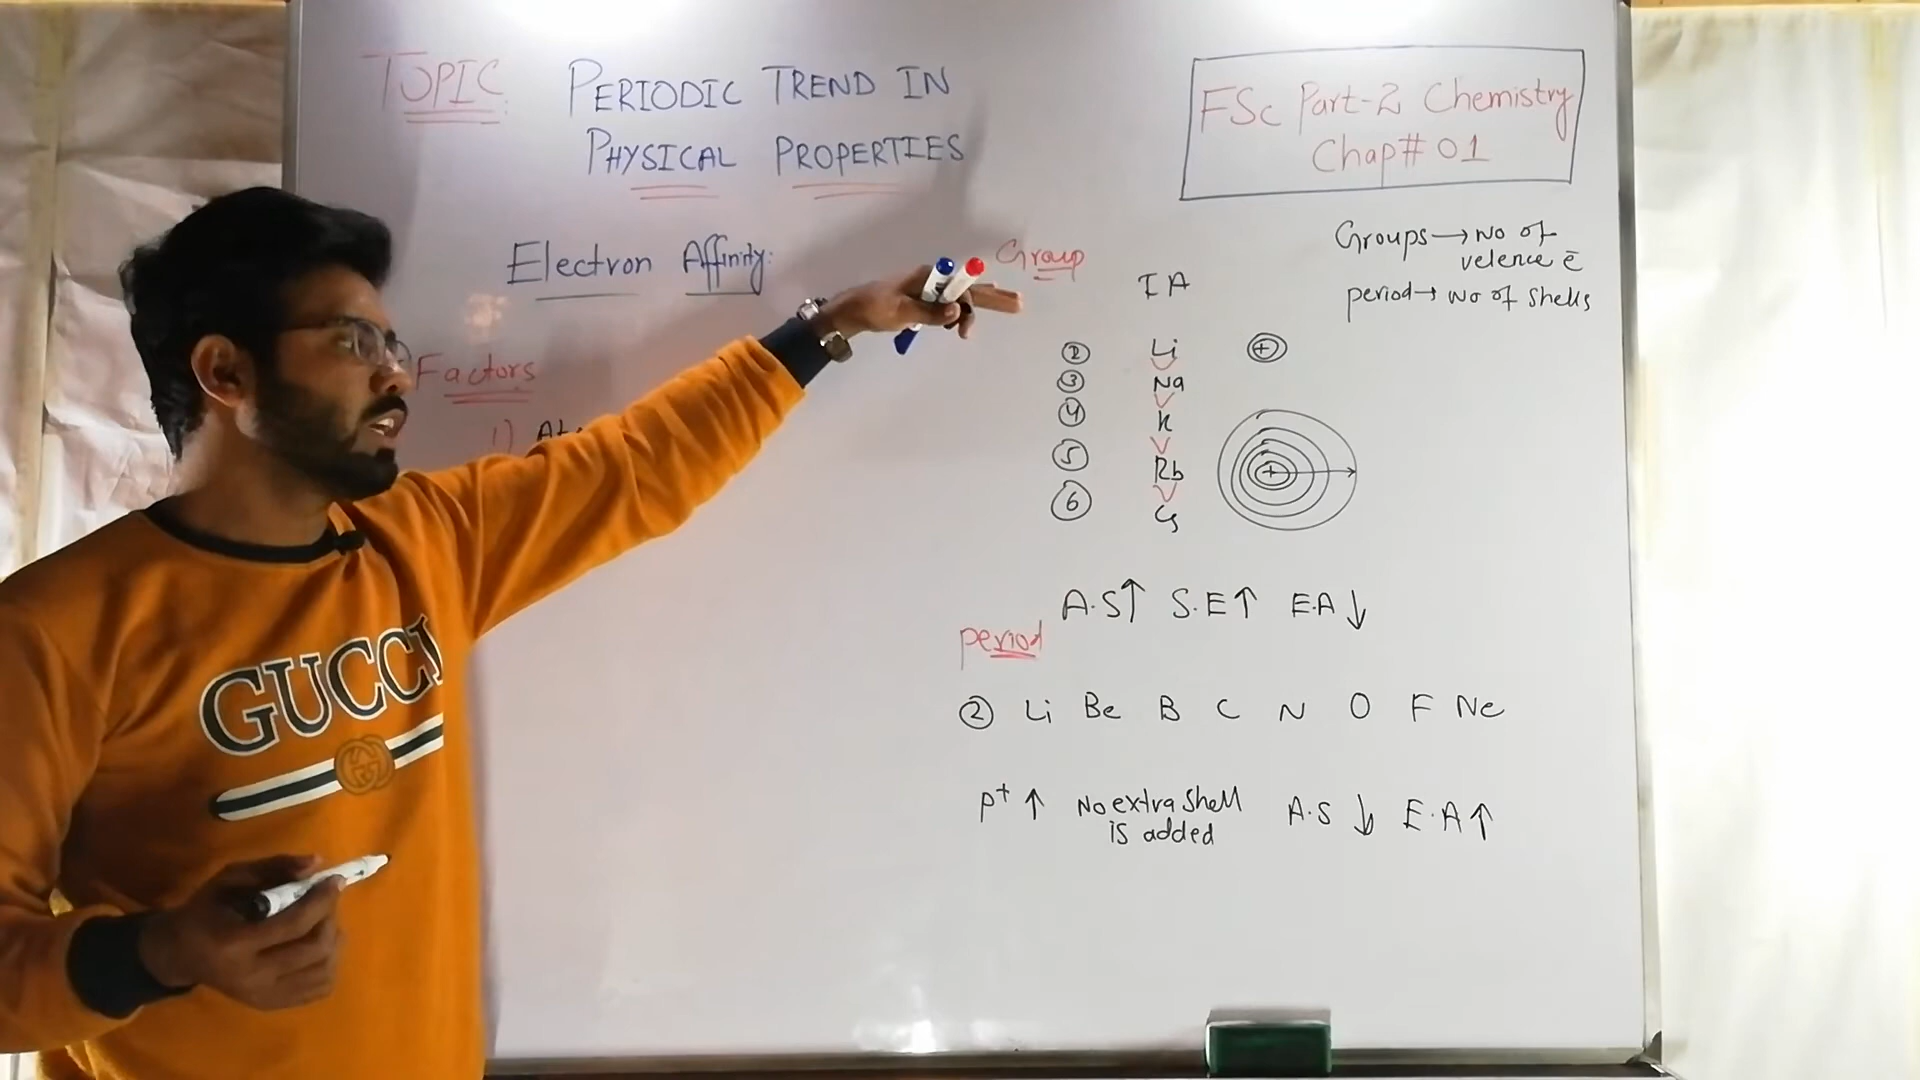 TOPIC: PERIODIC TREND IN
PHYSICAL PROPERTIES
FSc Part-2 Chemistry
Chap# 01
Electron Affinity:
Factors
1) At
Groups → No of
velence ē
period → No of shells
Group
I A
② Li +
③ Na
④ K
⑤ Rb +
⑥ Cs
A.S↑ S.E↑ E.A↓
period
② Li Be B C N O F Ne
P+ ↑ No extra shell
is added
A.S ↓ E.A↑
GUCCI